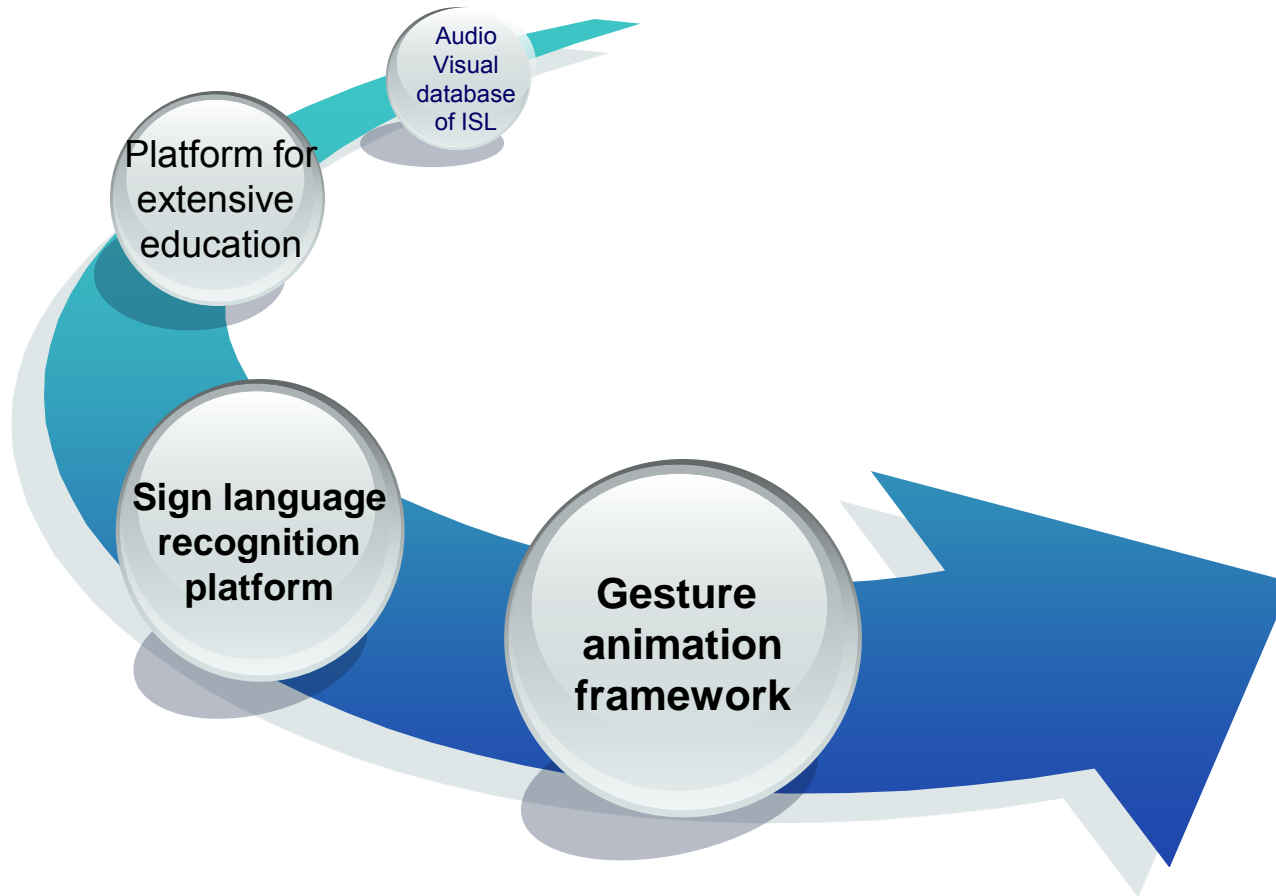 Audio
Visual
database
of ISL
Platform for
extensive
education
Sign language
recognition
platform
Gesture
animation
framework